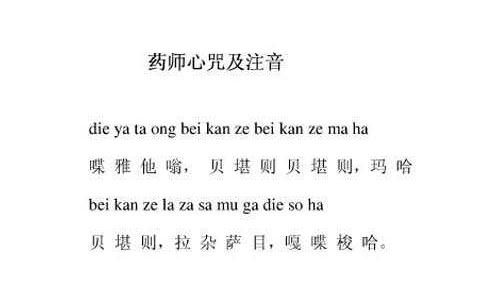 药师心咒及注音
die ya ta ong bei kan ze bei kan ze ma ha
喋 雅 他 嗡， 贝 堪 则 贝 堪 则，玛 哈
bei kan ze la za sa mu ga die so ha
贝 堪 则，拉 杂 萨 目，嘎 喋 梭 哈。